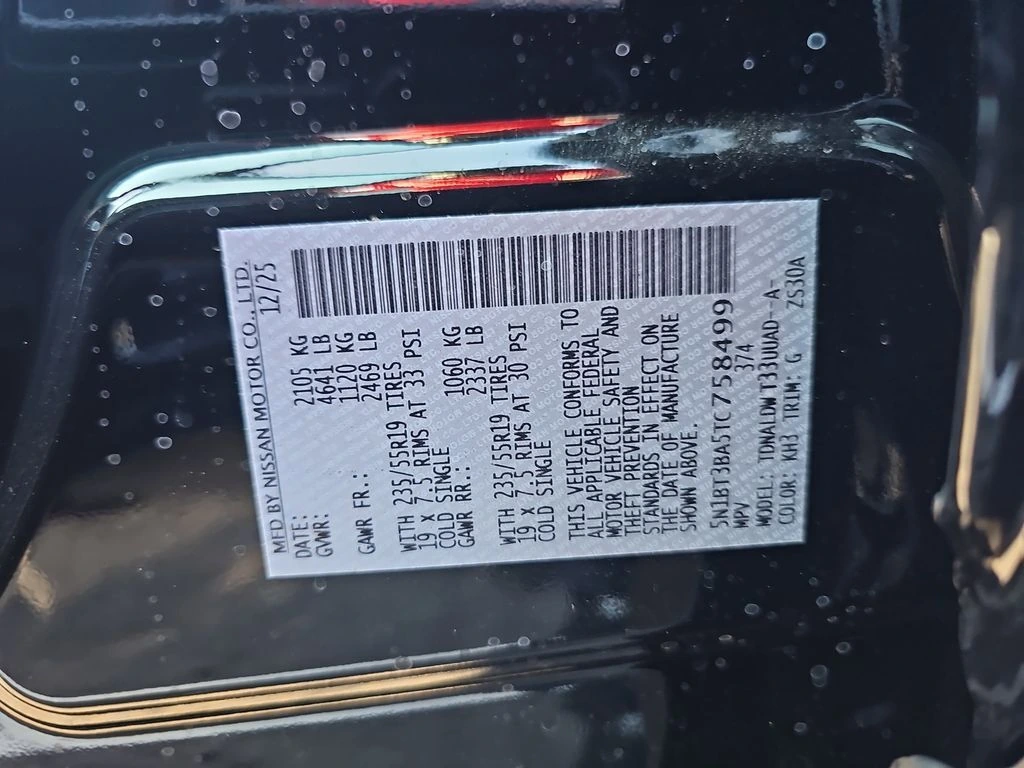 MFD BY NISSAN MOTOR CO., LTD.
DATE: 12/25
GVWR: 2105 KG
4641 LB
GAWR FR.: 1120 KG
2469 LB
WITH 235/55R19 TIRES
19 X 7.5 RIMS AT 33 PSI
COLD SINGLE
GAWR RR.: 1060 KG
2337 LB
WITH 235/55R19 TIRES
19 X 7.5 RIMS AT 30 PSI
COLD SINGLE
THIS VEHICLE CONFORMS TO
ALL APPLICABLE FEDERAL
MOTOR VEHICLE SAFETY AND
THEFT PREVENTION
STANDARDS IN EFFECT ON
THE DATE OF MANUFACTURE
SHOWN ABOVE.
5N1BT3BA5TC758499
MPV 374
MODEL: TDNALDW T33UUAD--A-
COLOR: KH3 TRIM: G ZS30A